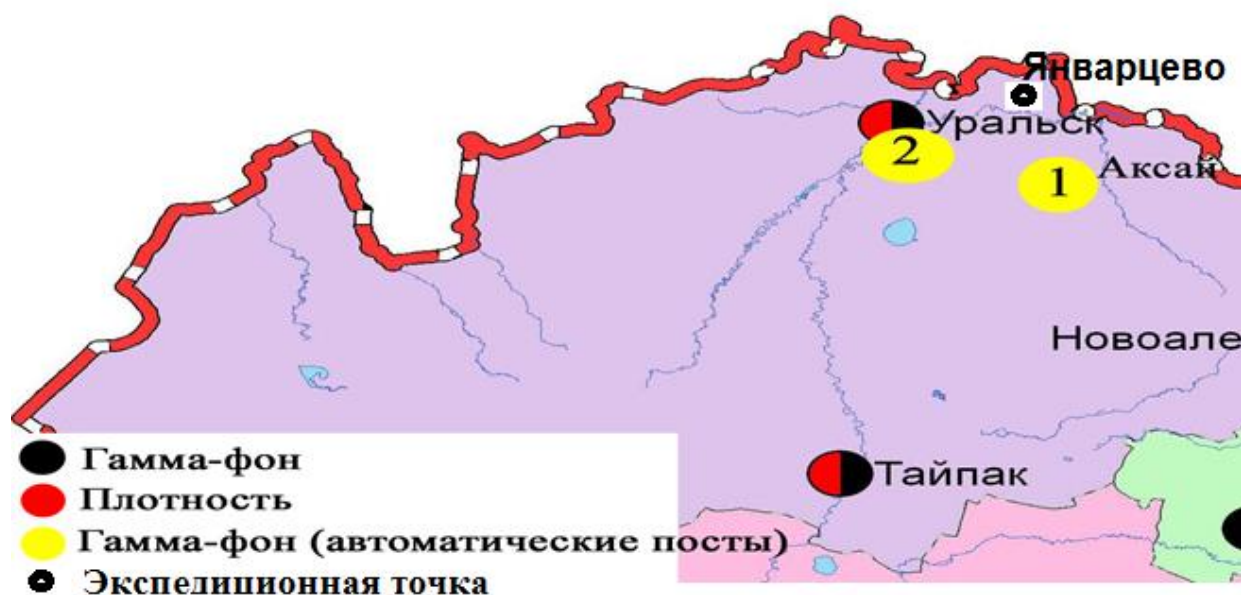 Январцево
Уральск
2
1
Аксай
Новоале
Тайпак
Гамма-фон
Плотность
Гамма-фон (автоматические посты)
Экспедиционная точка